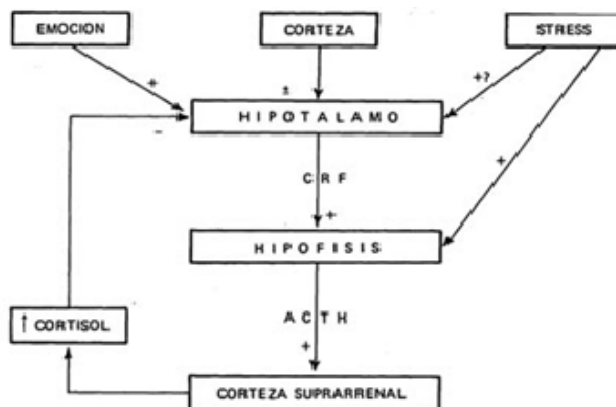 EMOCION
CORTEZA
STRESS
+
±
+?
HIPOTALAMO
-
+
CRF
+
HIPOFISIS
ACTH
+
↑ CORTISOL
CORTEZA SUPRARRENAL